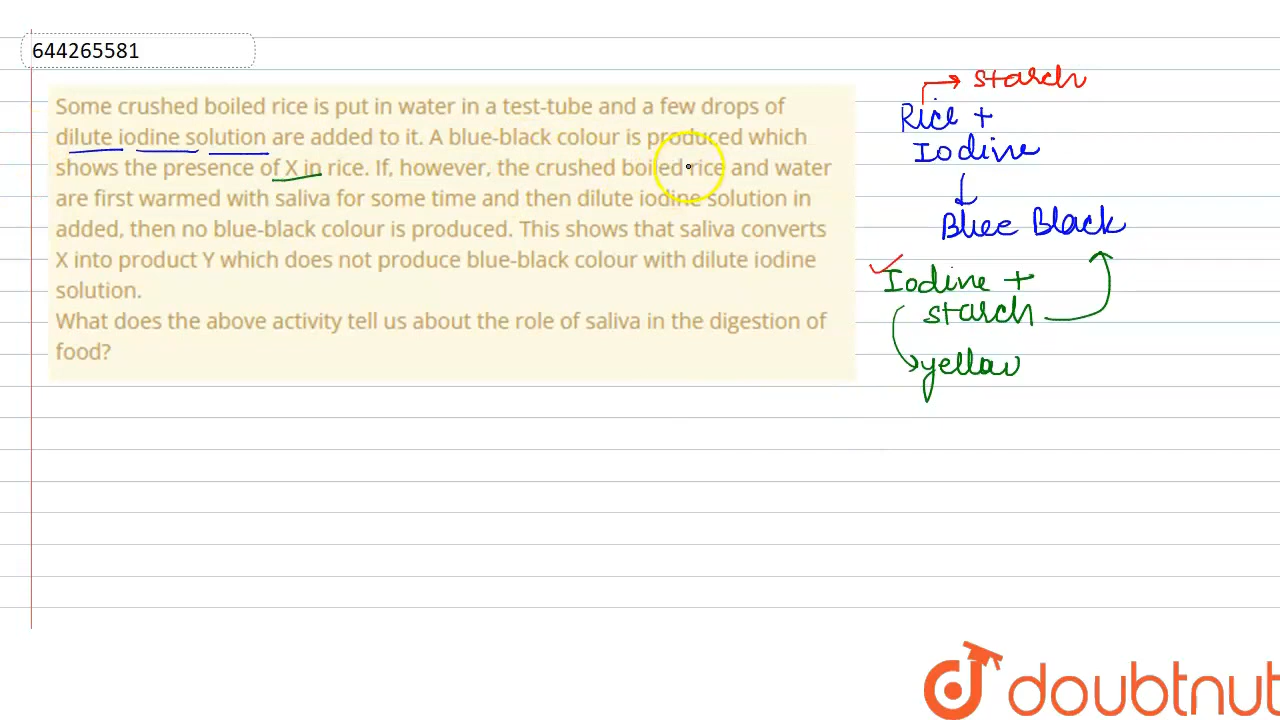 644265581
Some crushed boiled rice is put in water in a test-tube and a few drops of
dilute iodine solution are added to it. A blue-black colour is produced which
shows the presence of X in rice. If, however, the crushed boiled rice and water
are first warmed with saliva for some time and then dilute iodine solution in
added, then no blue-black colour is produced. This shows that saliva converts
X into product Y which does not produce blue-black colour with dilute iodine
solution.
What does the above activity tell us about the role of saliva in the digestion of
food?
starch
Rice +
Iodine
Blue Black
Iodine +
starch
yellow
doubtnut